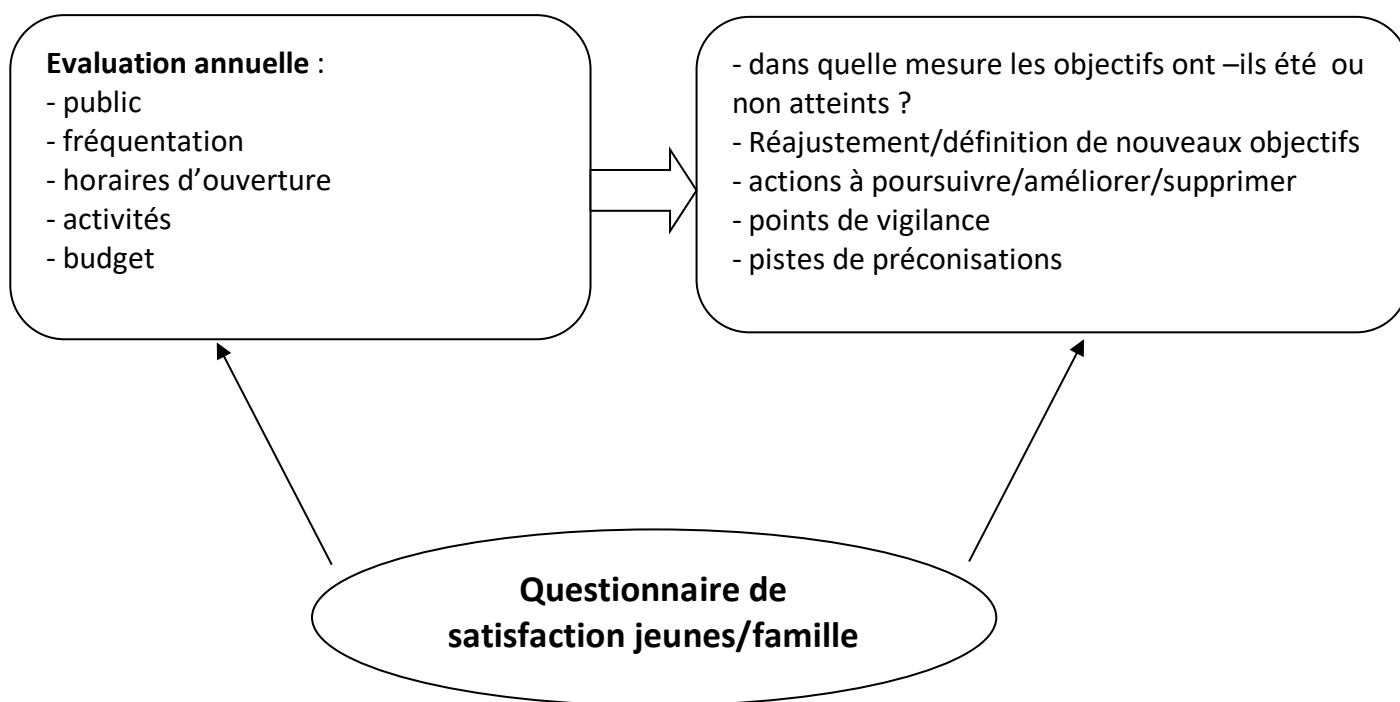 Evaluation annuelle :
- public
- fréquentation
- horaires d’ouverture
- activités
- budget
- dans quelle mesure les objectifs ont –ils été  ou
non atteints ?
- Réajustement/définition de nouveaux objectifs
- actions à poursuivre/améliorer/supprimer
- points de vigilance
- pistes de préconisations
Questionnaire de
satisfaction jeunes/famille